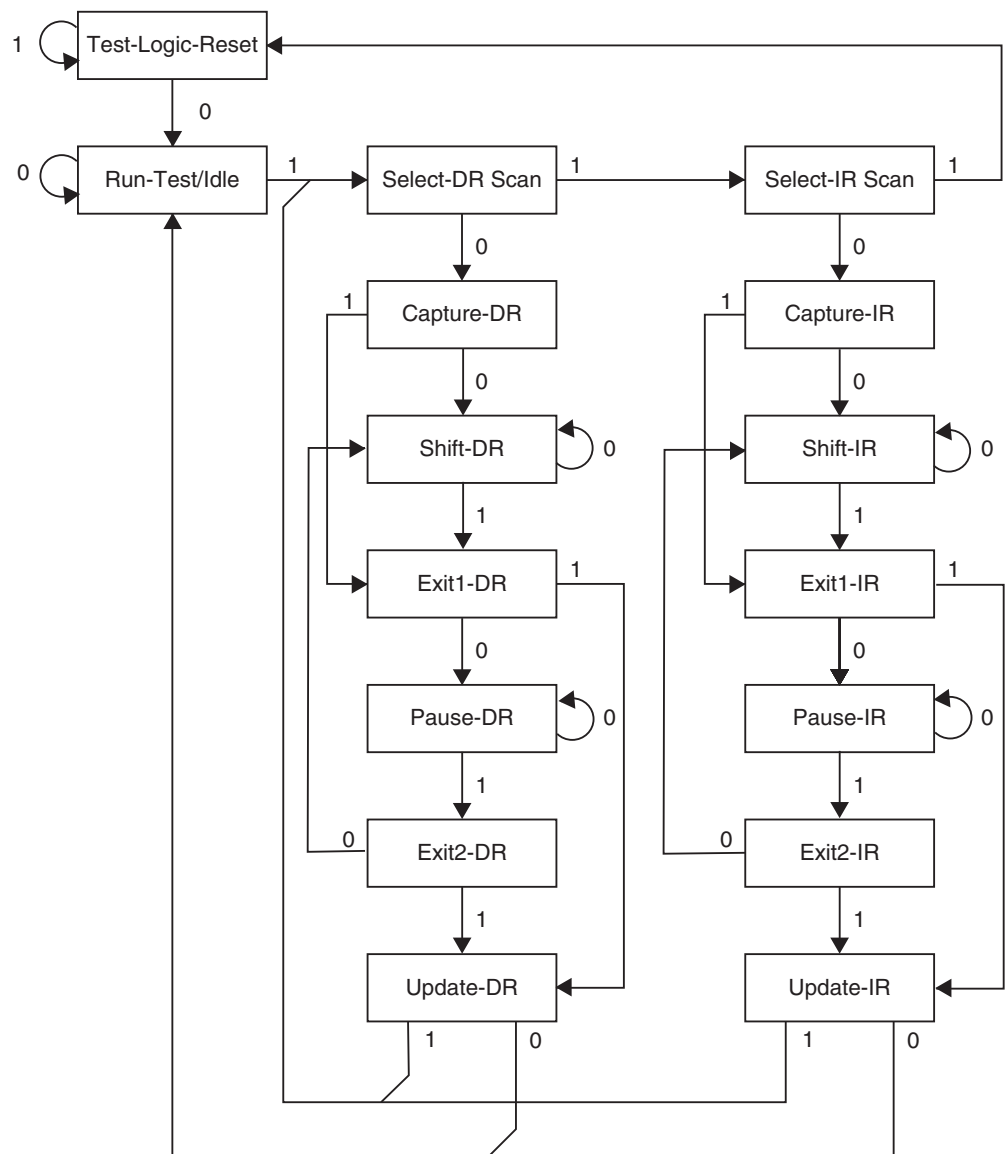 1 Test-Logic-Reset
0
0 Run-Test/Idle 1 Select-DR Scan 1 Select-IR Scan 1
0 0
1 Capture-DR 1 Capture-IR
0 0
Shift-DR 0 Shift-IR 0
1 1
Exit1-DR 1 Exit1-IR 1
0 0
Pause-DR 0 Pause-IR 0
1 1
0 Exit2-DR 0 Exit2-IR
1 1
Update-DR Update-IR
1 0 1 0